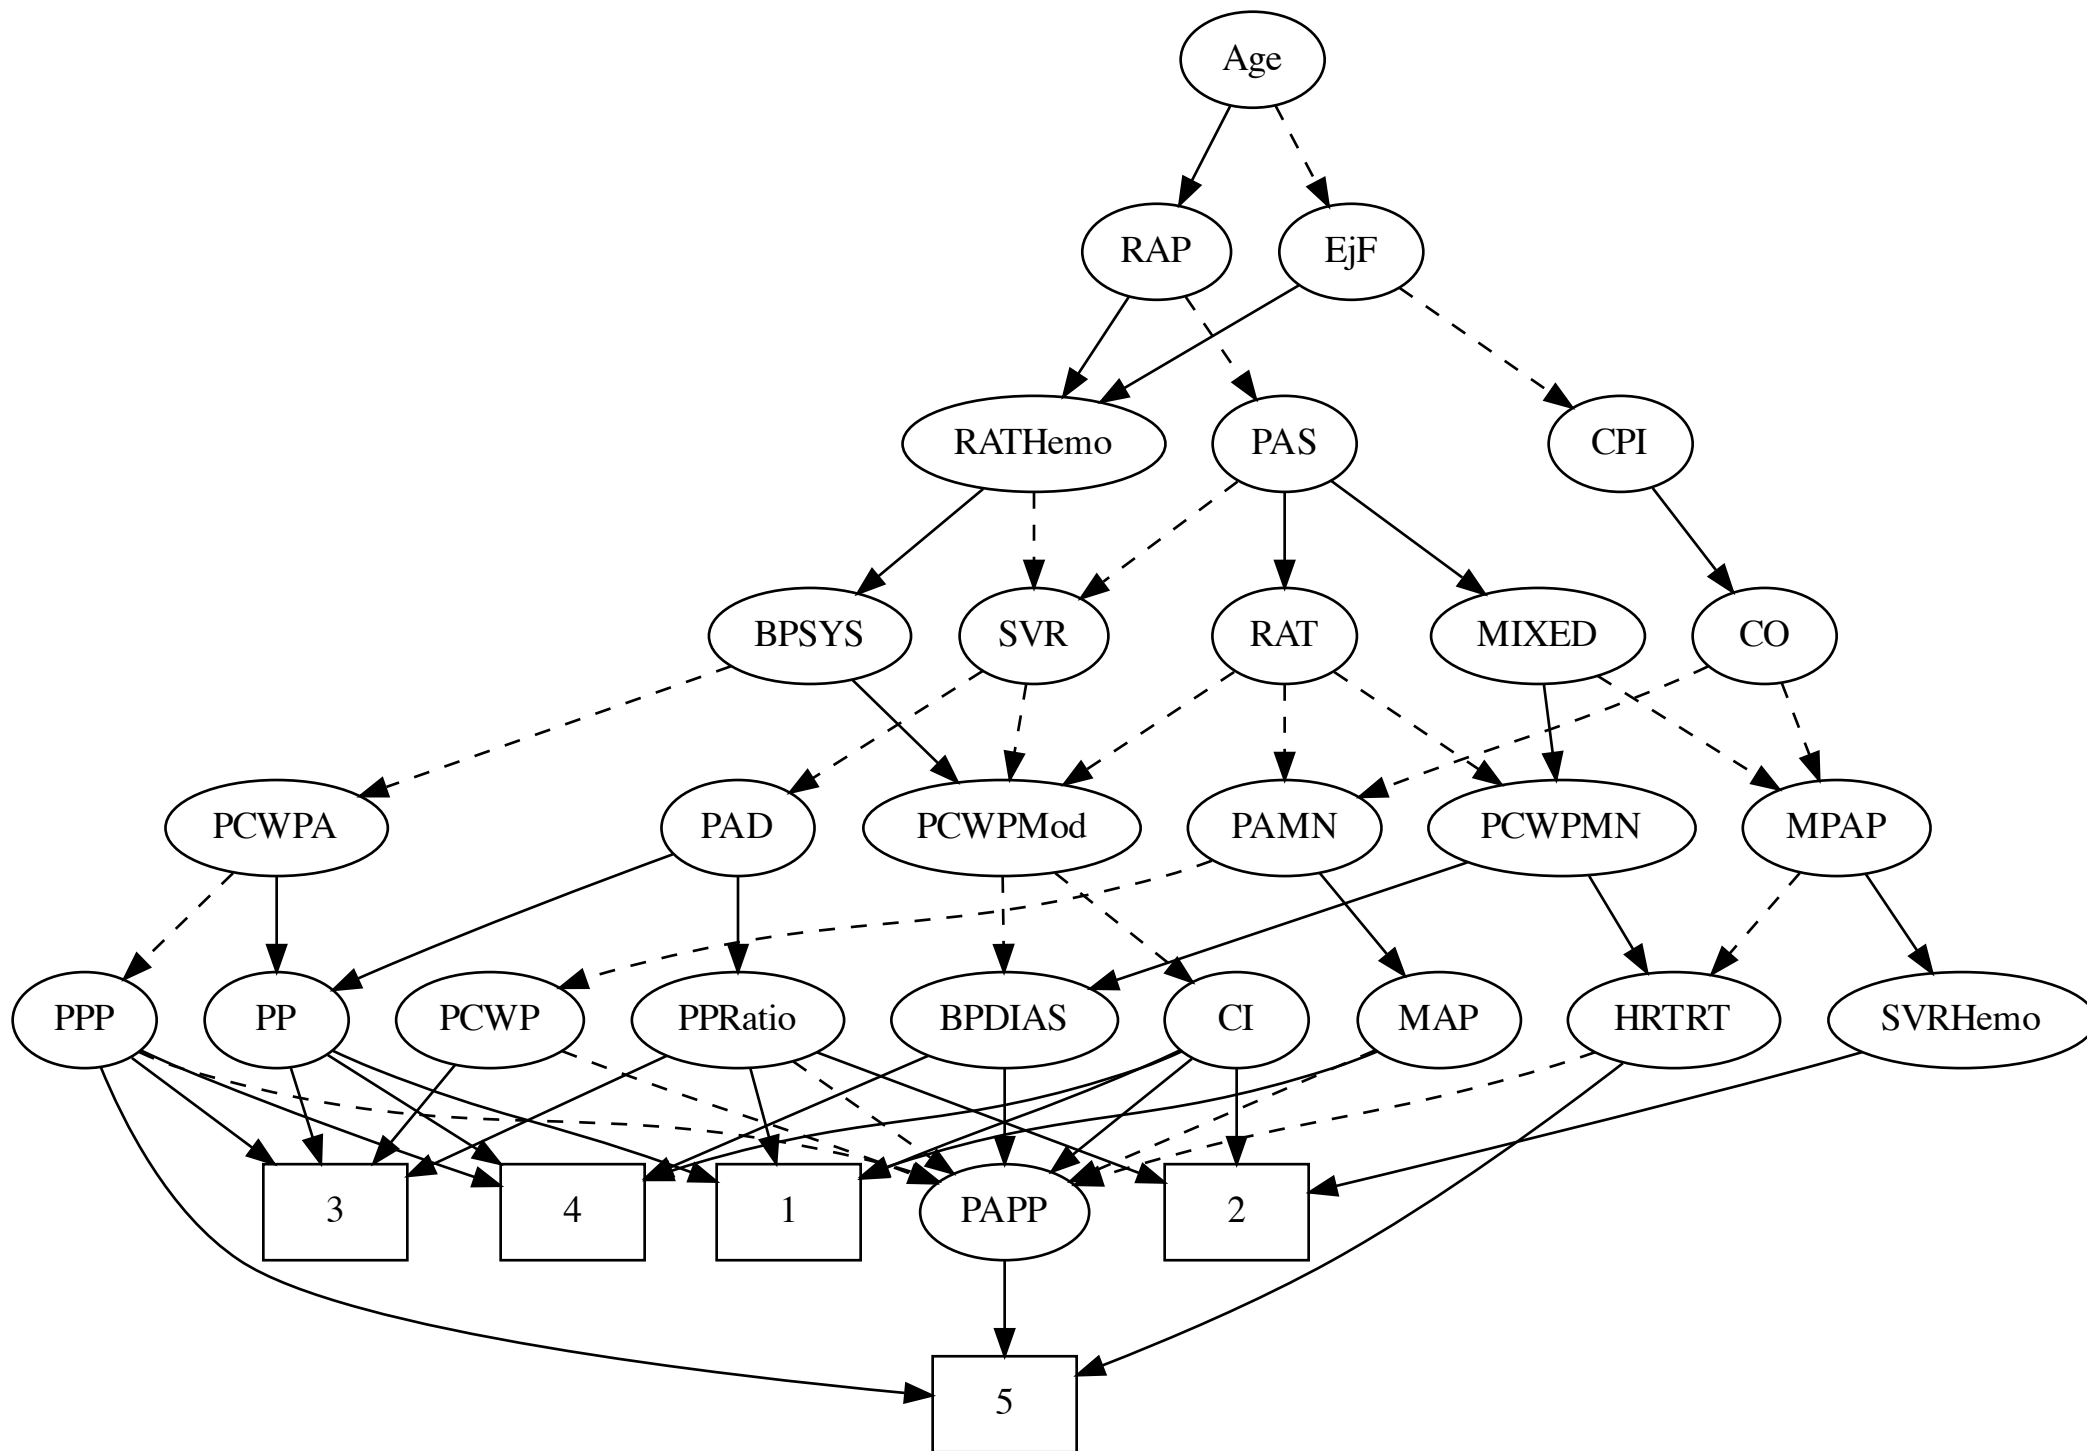 Age
RAP
EjF
RATHemo
PAS
CPI
BPSYS
SVR
RAT
MIXED
CO
PCWPA
PAD
PCWPMod
PAMN
PCWPMN
MPAP
PPP
PP
PCWP
PPRatio
BPDIAS
CI
MAP
HRTRT
SVRHemo
3
4
1
PAPP
2
5